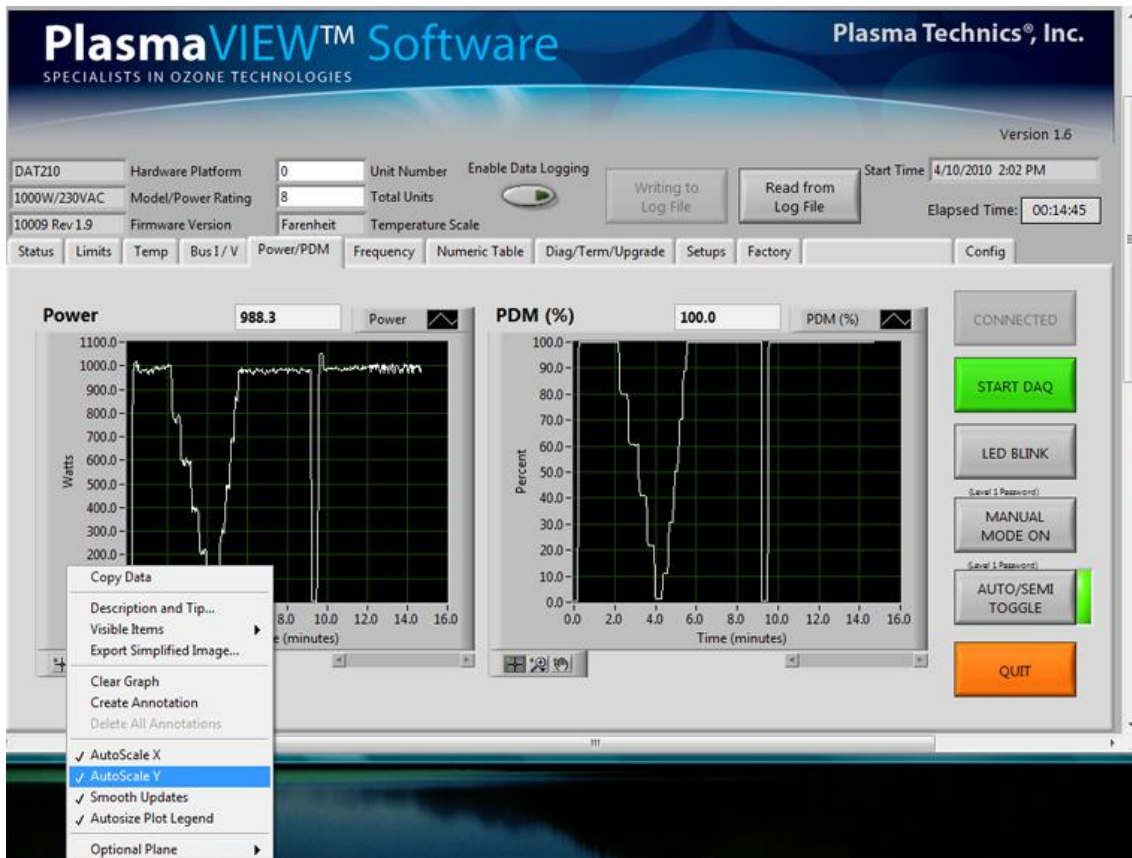 PlasmaVIEW™ Software
SPECIALISTS IN OZONE TECHNOLOGIES
Plasma Technics®, Inc.
Version 1.6
DAT210 Hardware Platform 0 Unit Number Enable Data Logging
1000W/230VAC Model/Power Rating 8 Total Units
10009 Rev 1.9 Firmware Version Farenheit Temperature Scale
Writing to
Log File
Read from
Log File
Start Time 4/10/2010 2:02 PM
Elapsed Time: 00:14:45
Status Limits Temp Bus I / V Power/PDM Frequency Numeric Table Diag/Term/Upgrade Setups Factory Config
Power 988.3 Power
1100.0
1000.0
900.0
800.0
700.0
600.0
500.0
400.0
300.0
200.0
Watts
8.0 10.0 12.0 14.0 16.0
(minutes)
PDM (%) 100.0 PDM (%)
100.0
90.0
80.0
70.0
60.0
50.0
40.0
30.0
20.0
10.0
0.0
Percent
0.0 2.0 4.0 6.0 8.0 10.0 12.0 14.0 16.0
Time (minutes)
CONNECTED
START DAQ
LED BLINK
(Level 1 Password)
MANUAL
MODE ON
(Level 1 Password)
AUTO/SEMI
TOGGLE
QUIT
Copy Data
Description and Tip...
Visible Items
Export Simplified Image...
Clear Graph
Create Annotation
Delete All Annotations
✓ AutoScale X
✓ AutoScale Y
✓ Smooth Updates
✓ Autosize Plot Legend
Optional Plane